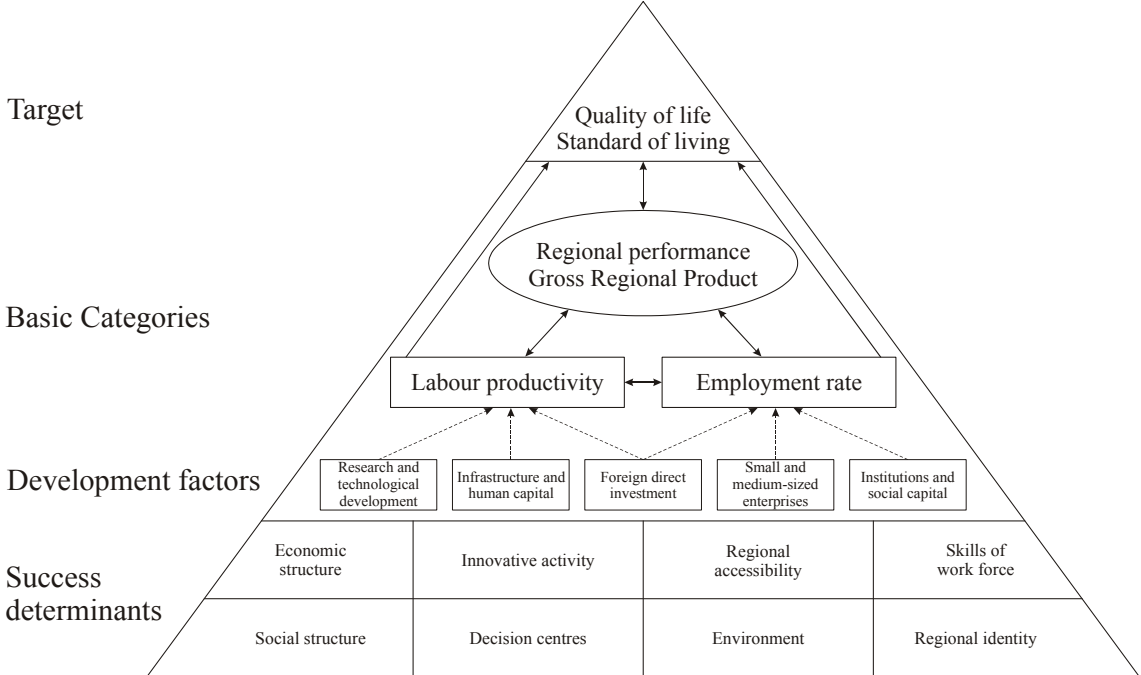 Target
Quality of life
Standard of living
Regional performance
Gross Regional Product
Basic Categories
Labour productivity
Employment rate
Development factors
Research and
technological
development
Infrastructure and
human capital
Foreign direct
investment
Small and
medium-sized
enterprises
Institutions and
social capital
Success
determinants
Economic
structure
Innovative activity
Regional
accessibility
Skills of
work force
Social structure
Decision centres
Environment
Regional identity